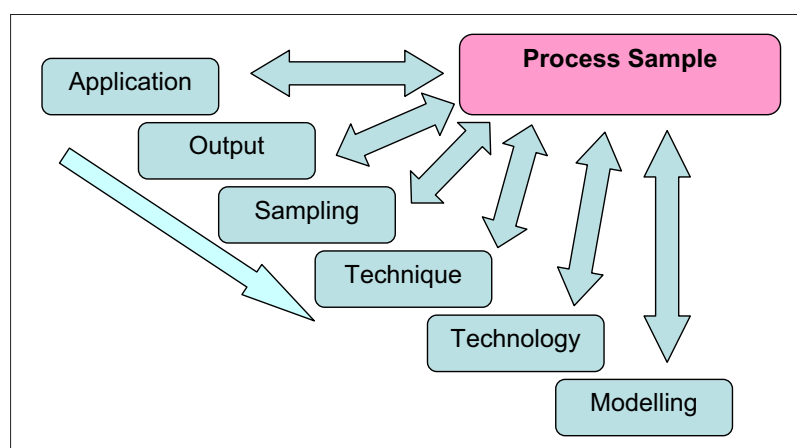 Process Sample
Application
Output
Sampling
Technique
Technology
Modelling